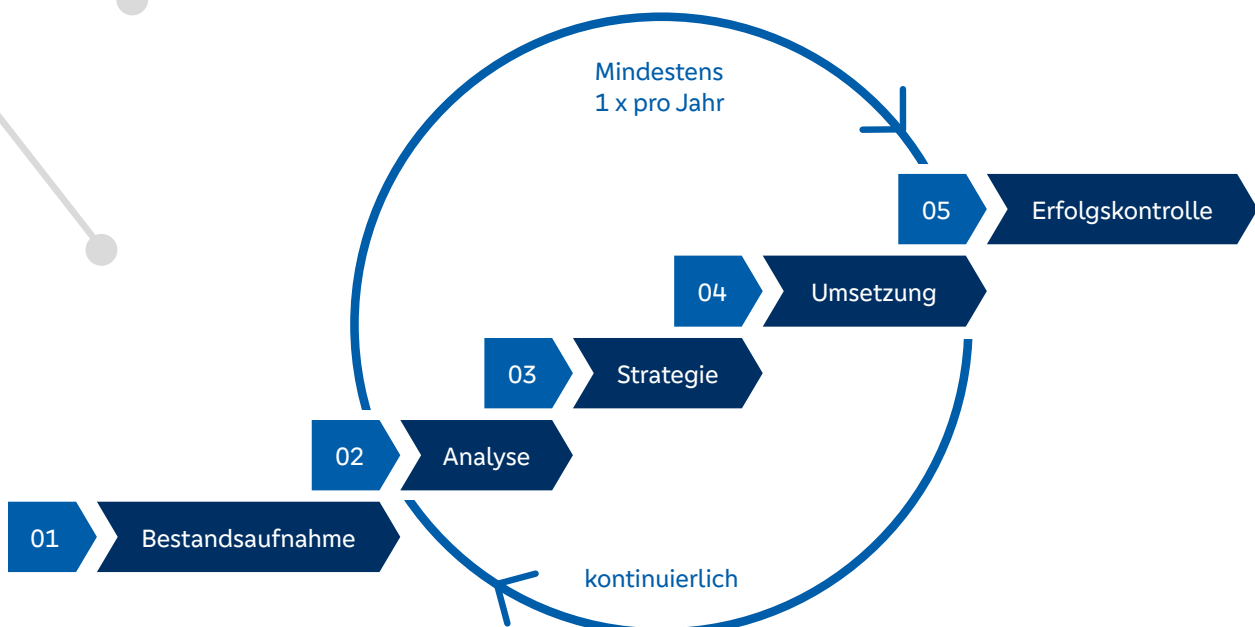 Mindestens
1 x pro Jahr
05 Erfolgskontrolle
04 Umsetzung
03 Strategie
02 Analyse
01 Bestandsaufnahme
kontinuierlich